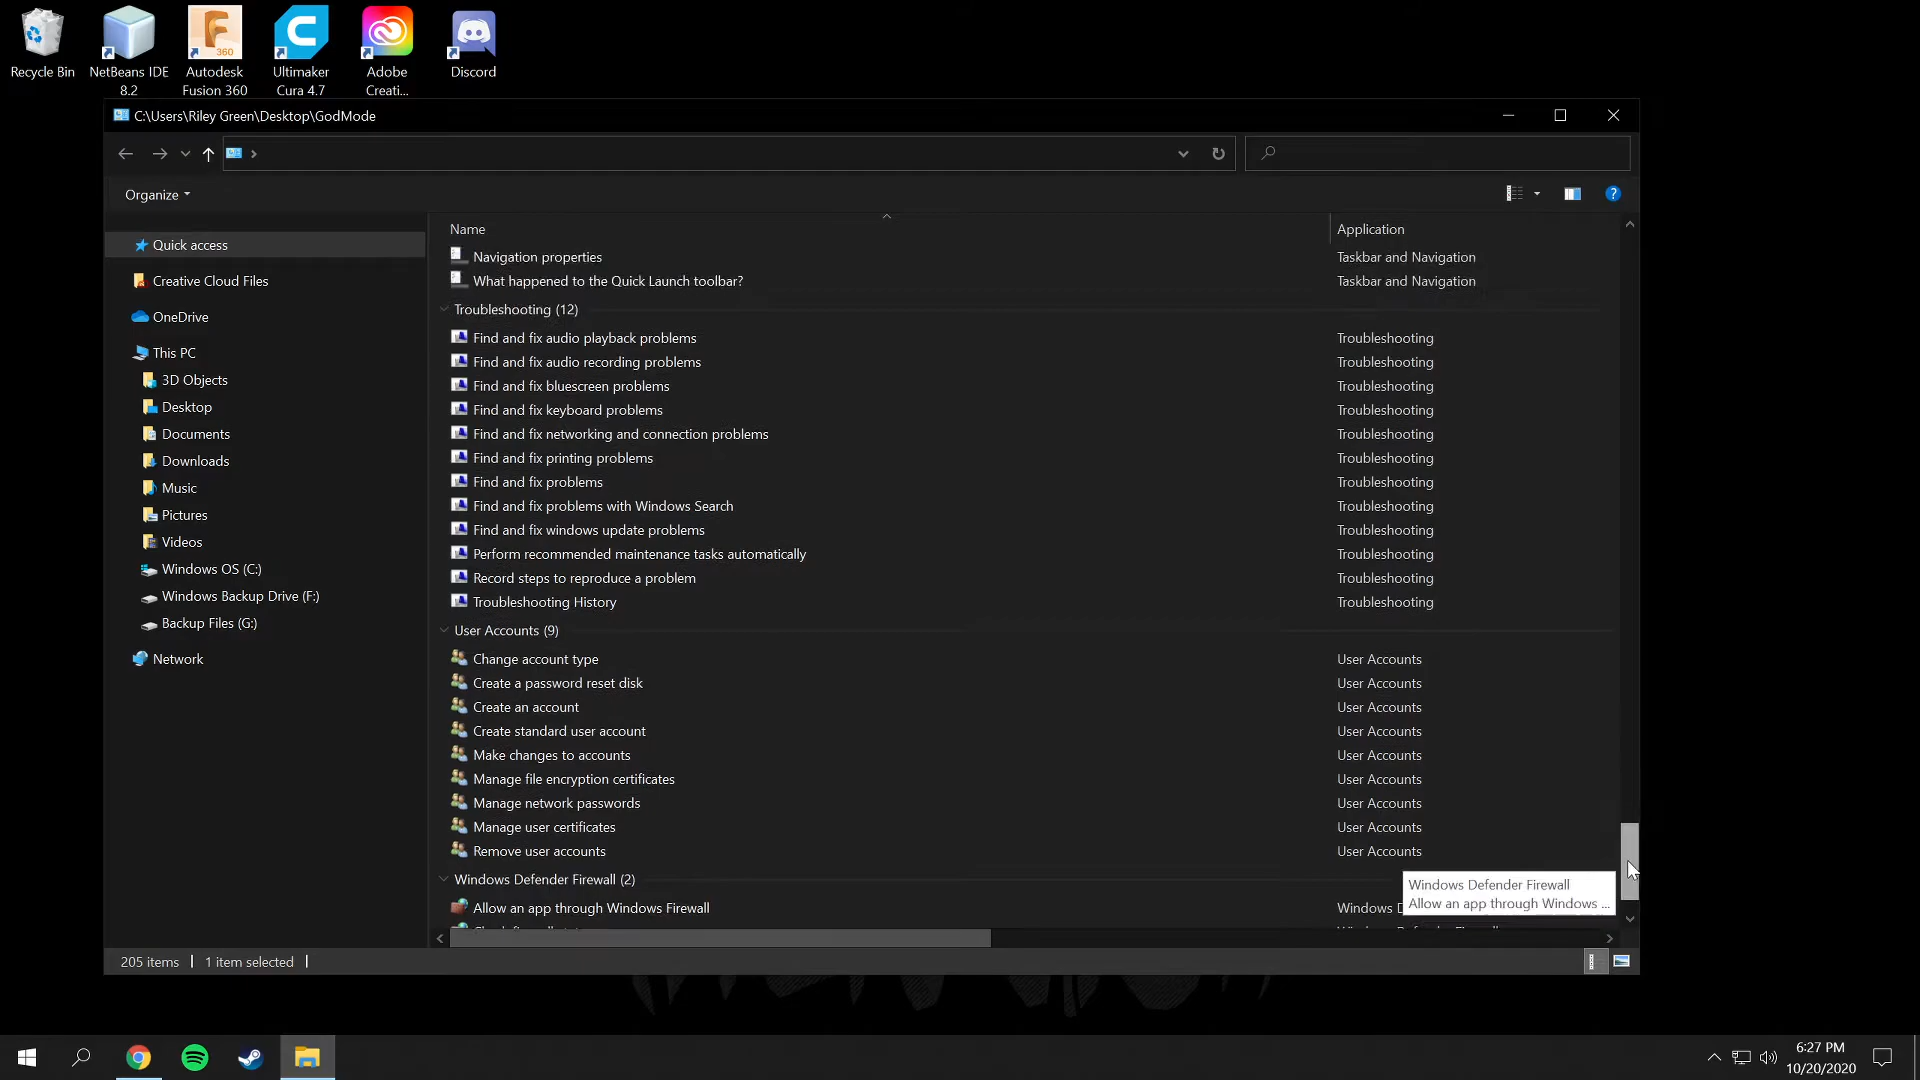 Recycle Bin
NetBeans IDE
8.2
Autodesk
Fusion 360
Ultimaker
Cura 4.7
Adobe
Creati...
Discord
F
360
C:\Users\Riley Green\Desktop\GodMode
Organize
?
Quick access
Creative Cloud Files
OneDrive
This PC
3D Objects
Desktop
Documents
Downloads
Music
Pictures
Videos
Windows OS (C:)
Windows Backup Drive (F:)
Backup Files (G:)
Network
Name Application
Navigation properties Taskbar and Navigation
What happened to the Quick Launch toolbar? Taskbar and Navigation
Troubleshooting (12)
Find and fix audio playback problems Troubleshooting
Find and fix audio recording problems Troubleshooting
Find and fix bluescreen problems Troubleshooting
Find and fix keyboard problems Troubleshooting
Find and fix networking and connection problems Troubleshooting
Find and fix printing problems Troubleshooting
Find and fix problems Troubleshooting
Find and fix problems with Windows Search Troubleshooting
Find and fix windows update problems Troubleshooting
Perform recommended maintenance tasks automatically Troubleshooting
Record steps to reproduce a problem Troubleshooting
Troubleshooting History Troubleshooting
User Accounts (9)
Change account type User Accounts
Create a password reset disk User Accounts
Create an account User Accounts
Create standard user account User Accounts
Make changes to accounts User Accounts
Manage file encryption certificates User Accounts
Manage network passwords User Accounts
Manage user certificates User Accounts
Remove user accounts User Accounts
Windows Defender Firewall (2)
Allow an app through Windows Firewall Windows
Windows Defender Firewall
Allow an app through Windows ...
205 items 1 item selected
6:27 PM
10/20/2020